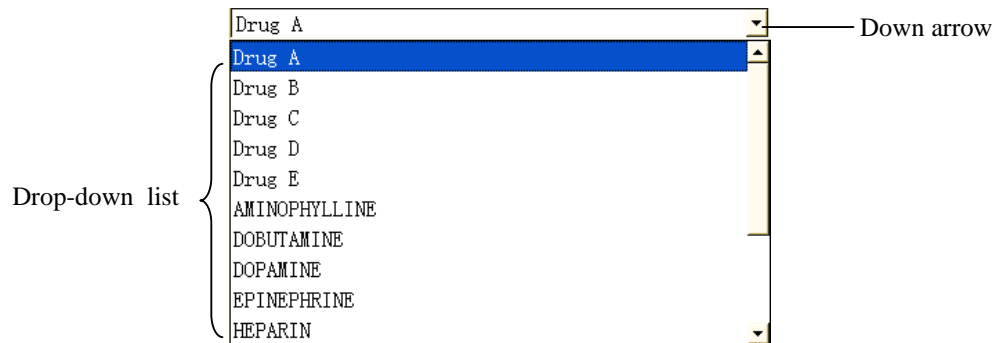 Drug A
Down arrow
Drug A
Drug B
Drug C
Drug D
Drug E
Drop-down list
AMINOPHYLLINE
DOBUTAMINE
DOPAMINE
EPINEPHRINE
HEPARIN